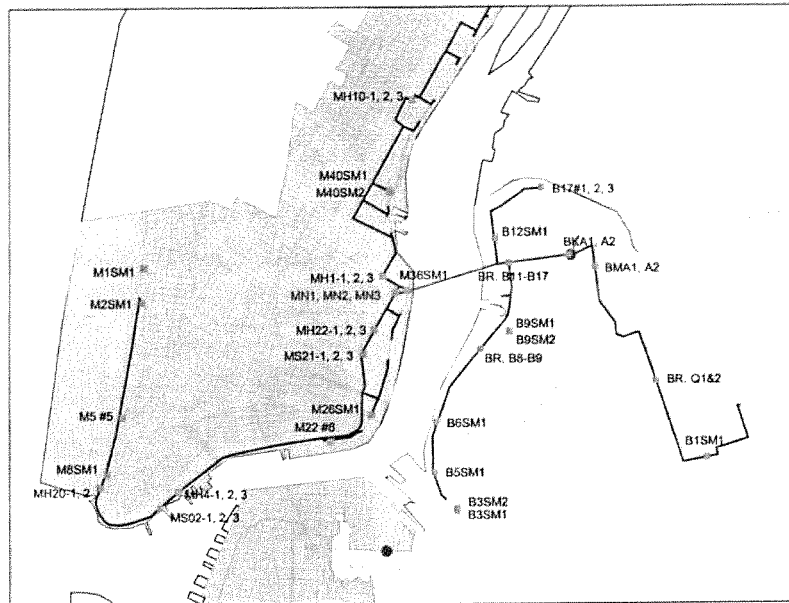 MH10-1, 2, 3
M40SM1
M40SM2
B17#1, 2, 3
B12SM1
BKA1, A2
M1SM1
MH1-1, 2, 3
M36SM1
BR. B11-B17
BMA1, A2
M2SM1
MN1, MN2, MN3
MH22-1, 2, 3
B9SM1
B9SM2
MS21-1, 2, 3
BR. B8-B9
BR. Q1&2
M5 #5
M26SM1
M22 #6
B6SM1
B1SM1
M8SM1
B5SM1
MH20-1, 2
MH4-1, 2, 3
MS02-1, 2, 3
B3SM2
B3SM1